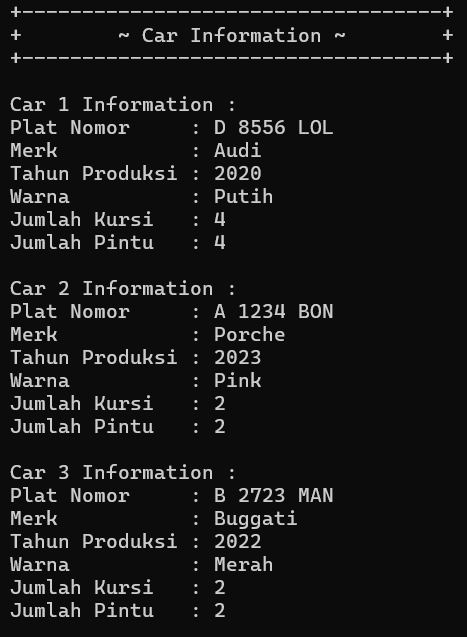 +-----------------------------------+
+        ~ Car Information ~        +
+-----------------------------------+
Car 1 Information :
Plat Nomor     : D 8556 LOL
Merk           : Audi
Tahun Produksi : 2020
Warna          : Putih
Jumlah Kursi   : 4
Jumlah Pintu   : 4
Car 2 Information :
Plat Nomor     : A 1234 BON
Merk           : Porche
Tahun Produksi : 2023
Warna          : Pink
Jumlah Kursi   : 2
Jumlah Pintu   : 2
Car 3 Information :
Plat Nomor     : B 2723 MAN
Merk           : Buggati
Tahun Produksi : 2022
Warna          : Merah
Jumlah Kursi   : 2
Jumlah Pintu   : 2